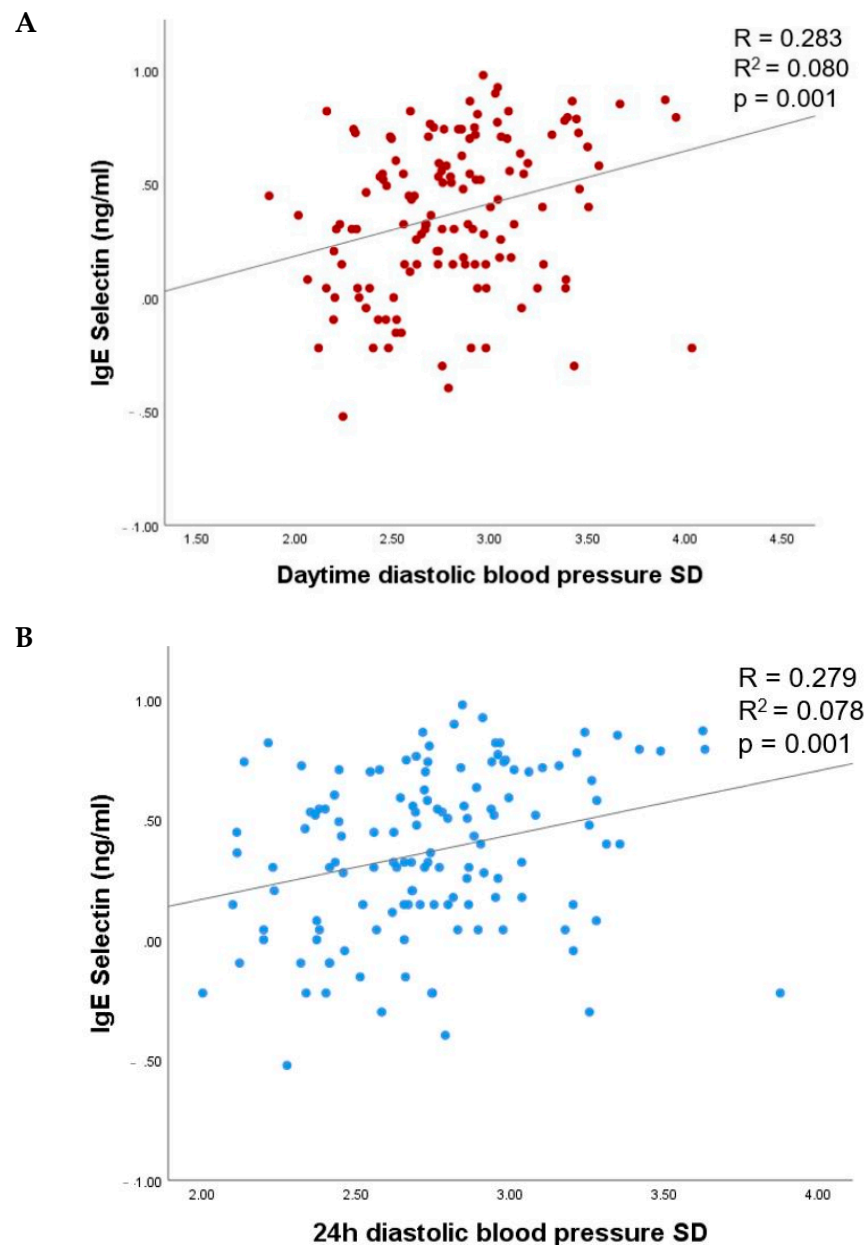 A
R = 0.283
R² = 0.080
p = 0.001
IgE Selectin (ng/ml)
1.00
.50
.00
-.50
-1.00
1.50 2.00 2.50 3.00 3.50 4.00 4.50
Daytime diastolic blood pressure SD
B
R = 0.279
R² = 0.078
p = 0.001
IgE Selectin (ng/ml)
1.00
.50
.00
-.50
-1.00
2.00 2.50 3.00 3.50 4.00
24h diastolic blood pressure SD